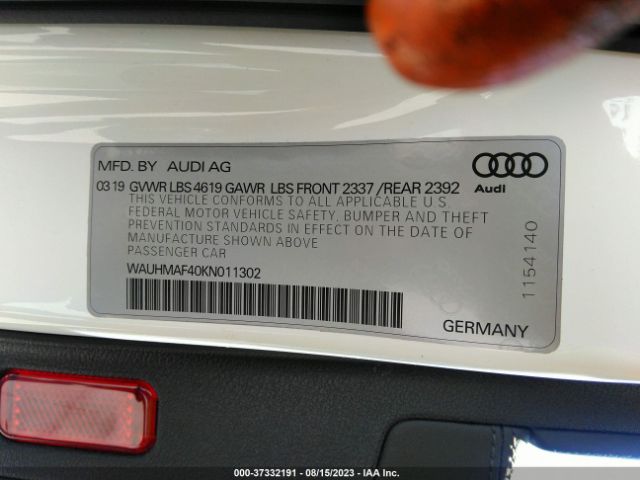 MFD. BY AUDI AG
0319 GVWR LBS 4619 GAWR LBS FRONT 2337 /REAR 2392
THIS VEHICLE CONFORMS TO ALL APPLICABLE U.S.
FEDERAL MOTOR VEHICLE SAFETY, BUMPER AND THEFT
PREVENTION STANDARDS IN EFFECT ON THE DATE OF
MANUFACTURE SHOWN ABOVE
PASSENGER CAR
WAUHMAF40KN011302
Audi
1154140
GERMANY
000-37332191 - 08/15/2023 - IAA Inc.